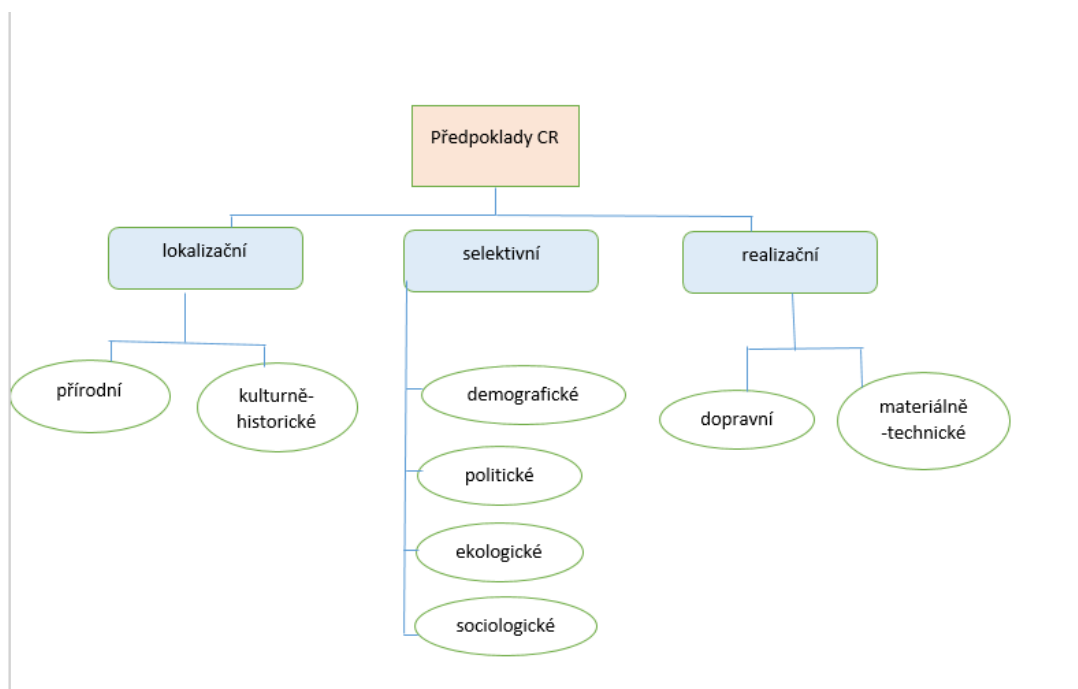 Předpoklady CR
lokalizační
selektivní
realizační
přírodní
kulturně-
historické
demografické
politické
ekologické
sociologické
dopravní
materiálně
-technické